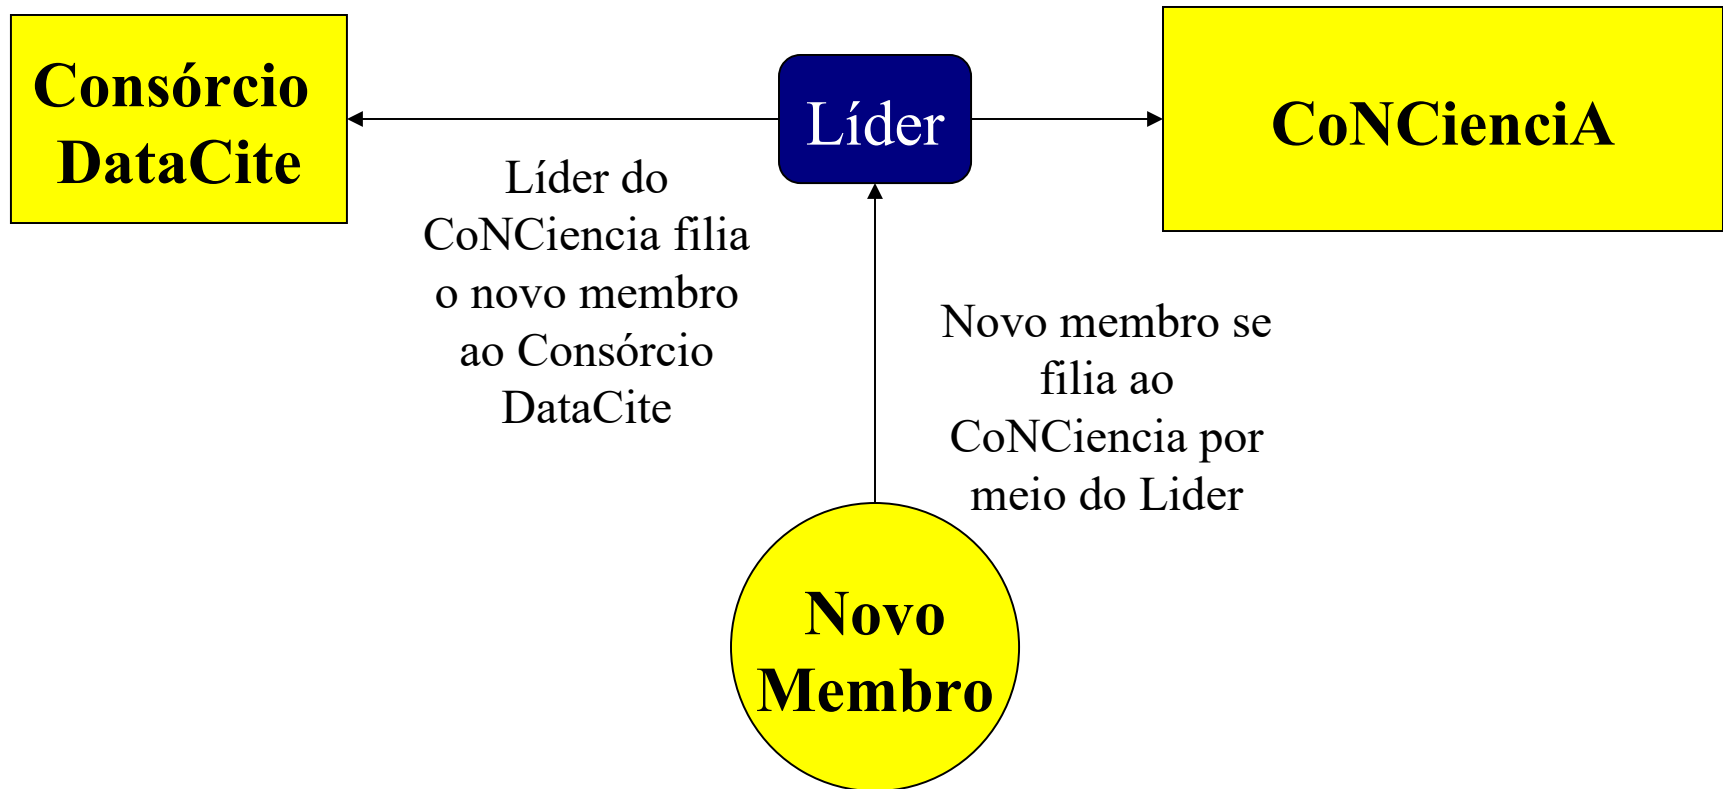 Consórcio
DataCite
Líder
CoNCienciA
Líder do
CoNCiencia filia
o novo membro
ao Consórcio
DataCite
Novo membro se
filia ao
CoNCiencia por
meio do Lider
Novo
Membro